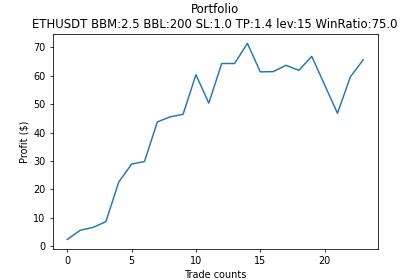 Portfolio
ETHUSDT BBM:2.5 BBL:200 SL:1.0 TP:1.4 lev:15 WinRatio:75.0
70
60
50
40
30
20
10
0
Profit ($)
0 5 10 15 20
Trade counts